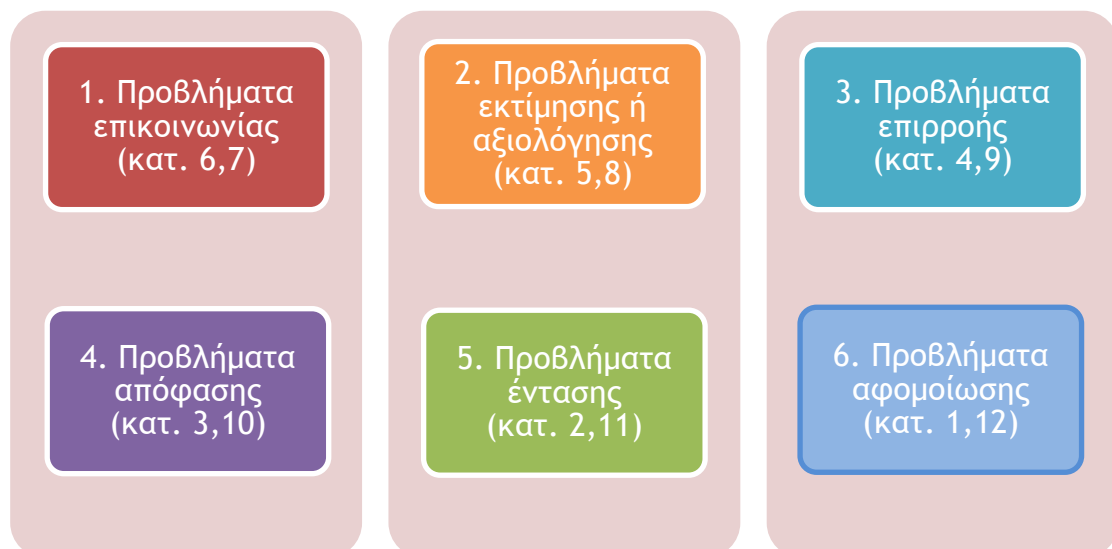 1. Προβλήματα
επικοινωνίας
(κατ. 6,7)
2. Προβλήματα
εκτίμησης ή
αξιολόγησης
(κατ. 5,8)
3. Προβλήματα
επιρροής
(κατ. 4,9)
4. Προβλήματα
απόφασης
(κατ. 3,10)
5. Προβλήματα
έντασης
(κατ. 2,11)
6. Προβλήματα
αφομοίωσης
(κατ. 1,12)